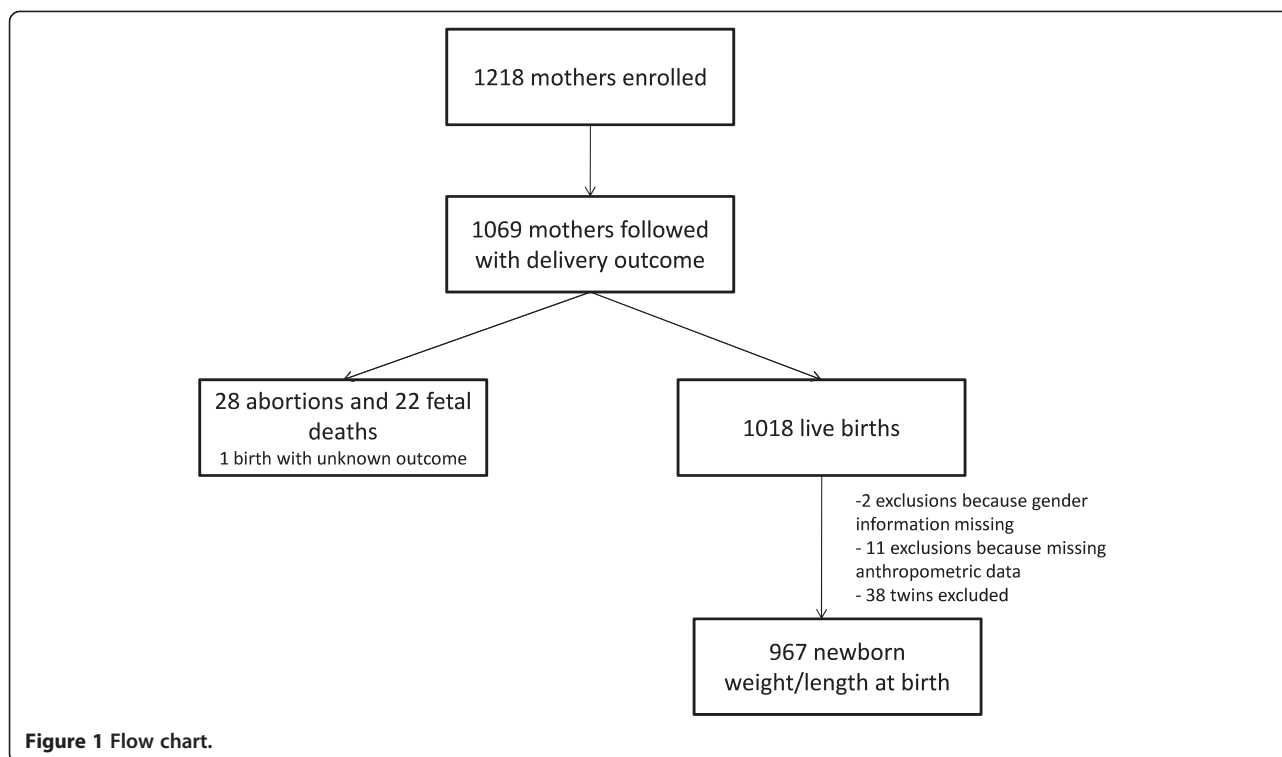 1218 mothers enrolled
1069 mothers followed
with delivery outcome
28 abortions and 22 fetal
deaths
1 birth with unknown outcome
1018 live births
-2 exclusions because gender
information missing
- 11 exclusions because missing
anthropometric data
- 38 twins excluded
967 newborn
weight/length at birth
Figure 1 Flow chart.